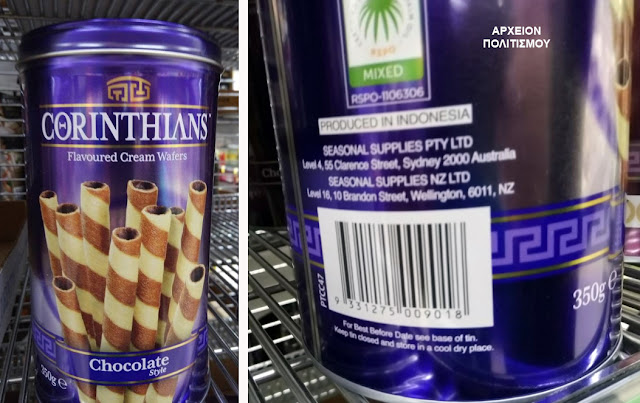 CORINTHIANS
Flavoured Cream Wafers
350g e
Chocolate
Style
ΑΡΧΕΙΟΝ
ΠΟΛΙΤΙΣΜΟΥ
RSPO
MIXED
RSPO-1106306
PRODUCED IN INDONESIA
SEASONAL SUPPLIES PTY LTD
Level 4, 55 Clarence Street, Sydney 2000 Australia
SEASONAL SUPPLIES NZ LTD
Level 16, 10 Brandon Street, Wellington, 6011, NZ
PTCC47
9 331275 009018
350g e
For Best Before Date see base of tin.
Keep tin closed and store in a cool dry place.